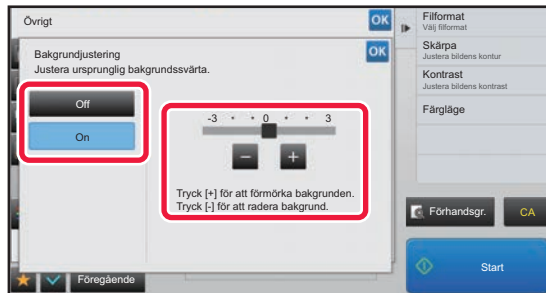 Övrigt
OK
Bakgrundjustering
OK
Justera ursprunglig bakgrundssvärta.
Off
On
-3 0 3
- +
Tryck [+] för att förmörka bakgrunden.
Tryck [-] för att radera bakgrund.
Föregående
Filformat
Välj filformat
Skärpa
Justera bildens kontur
Kontrast
Justera bildens kontrast
Färgläge
Förhandsgr.
CA
Start